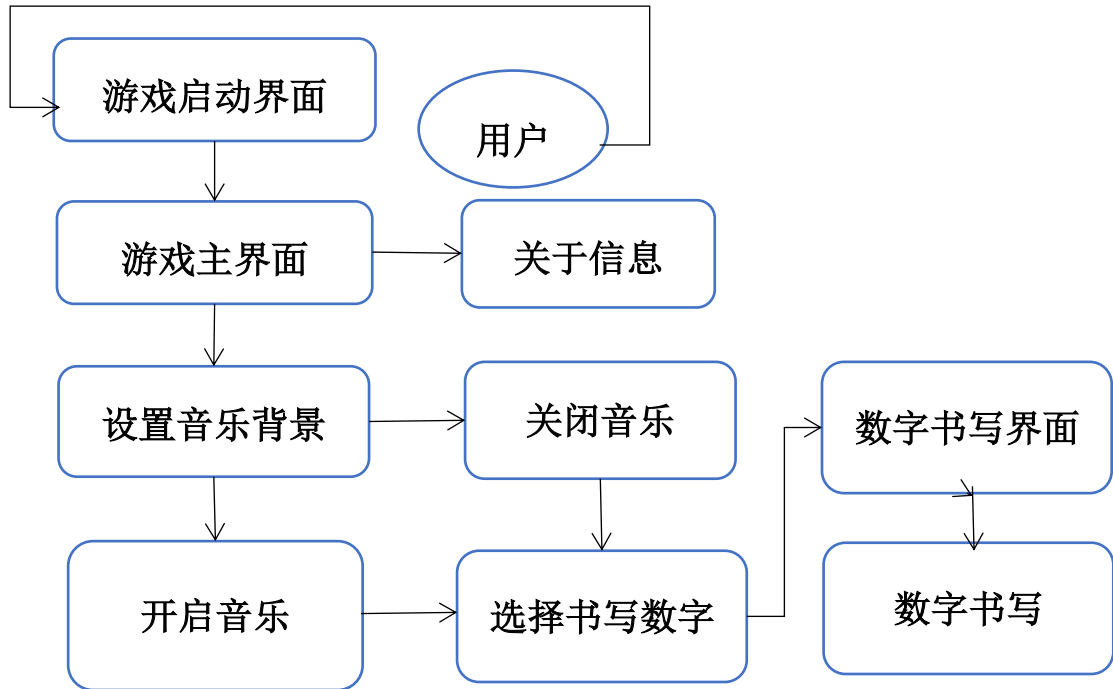 游戏启动界面
用户
游戏主界面
关于信息
设置音乐背景
关闭音乐
数字书写界面
开启音乐
选择书写数字
数字书写